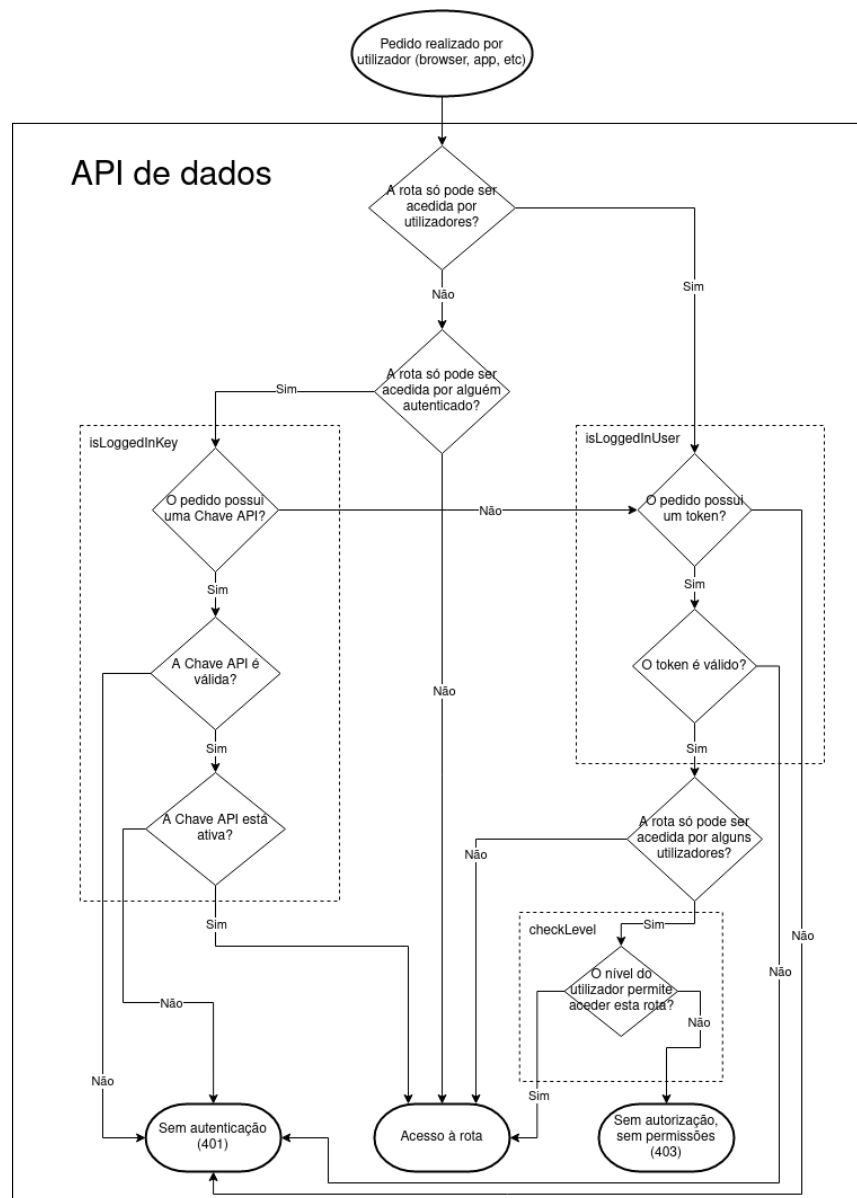 Pedido realizado por
utilizador (browser, app, etc)
API de dados
A rota só pode ser
acedida por
utilizadores?
Sim
Não
A rota só pode ser
acedida por alguém
autenticado?
Sim
isLoggedInKey
isLoggedInUser
O pedido possui
uma Chave API?
Não
O pedido possui
um token?
Sim
Sim
A Chave API é
válida?
O token é válido?
Não
Sim
Sim
A Chave API está
ativa?
A rota só pode ser
acedida por alguns
utilizadores?
Não
Sim
Sim
checkLevel
Não
Não
O nível do
utilizador permite
aceder esta rota?
Não
Não
Não
Sim
Sem autenticação
(401)
Acesso à rota
Sem autorização,
sem permissões
(403)